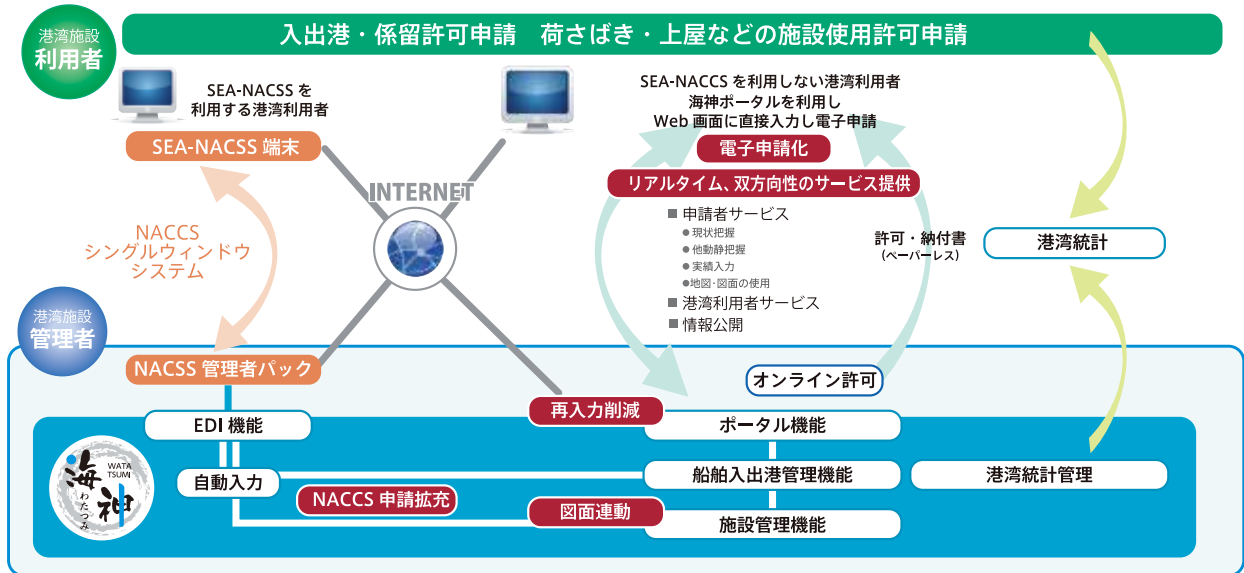 港湾施設
利用者
入出港・係留許可申請　荷さばき・上屋などの施設使用許可申請
SEA-NACSS を
利用する港湾利用者
SEA-NACSS 端末
SEA-NACCS を利用しない港湾利用者
海神ポータルを利用し
Web 画面に直接入力し電子申請
電子申請化
リアルタイム、双方向性のサービス提供
INTERNET
■ 申請者サービス
● 現状把握
● 他動静把握
● 実績入力
● 地図・図面の使用
■ 港湾利用者サービス
■ 情報公開
NACCS
シングルウィンドウ
システム
許可・納付書
(ペーパーレス)
港湾統計
港湾施設
管理者
NACSS 管理者パック
オンライン許可
再入力削減
EDI 機能
ポータル機能
自動入力
船舶入出港管理機能
港湾統計管理
NACCS 申請拡充
図面連動
施設管理機能
海神
わたつみ
WATA
TSUMI